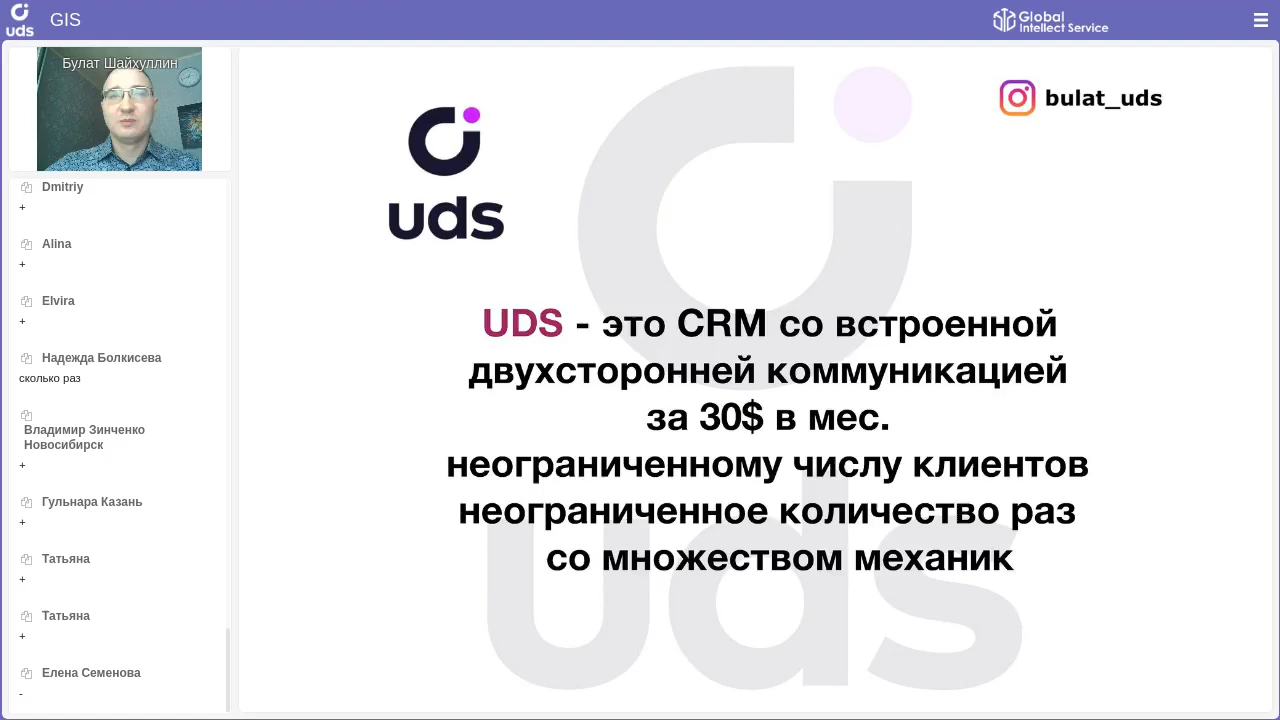 uds
GIS
Global
Intellect Service
Булат Шайхуллин
Dmitriy
+
Alina
+
Elvira
+
Надежда Болкисева
сколько раз
Владимир Зинченко
Новосибирск
+
Гульнара Казань
+
Татьяна
+
Татьяна
+
Елена Семенова
-
bulat_uds
uds
UDS - это CRM со встроенной
двухсторонней коммуникацией
за 30$ в мес.
неограниченному числу клиентов
неограниченное количество раз
со множеством механик
uds